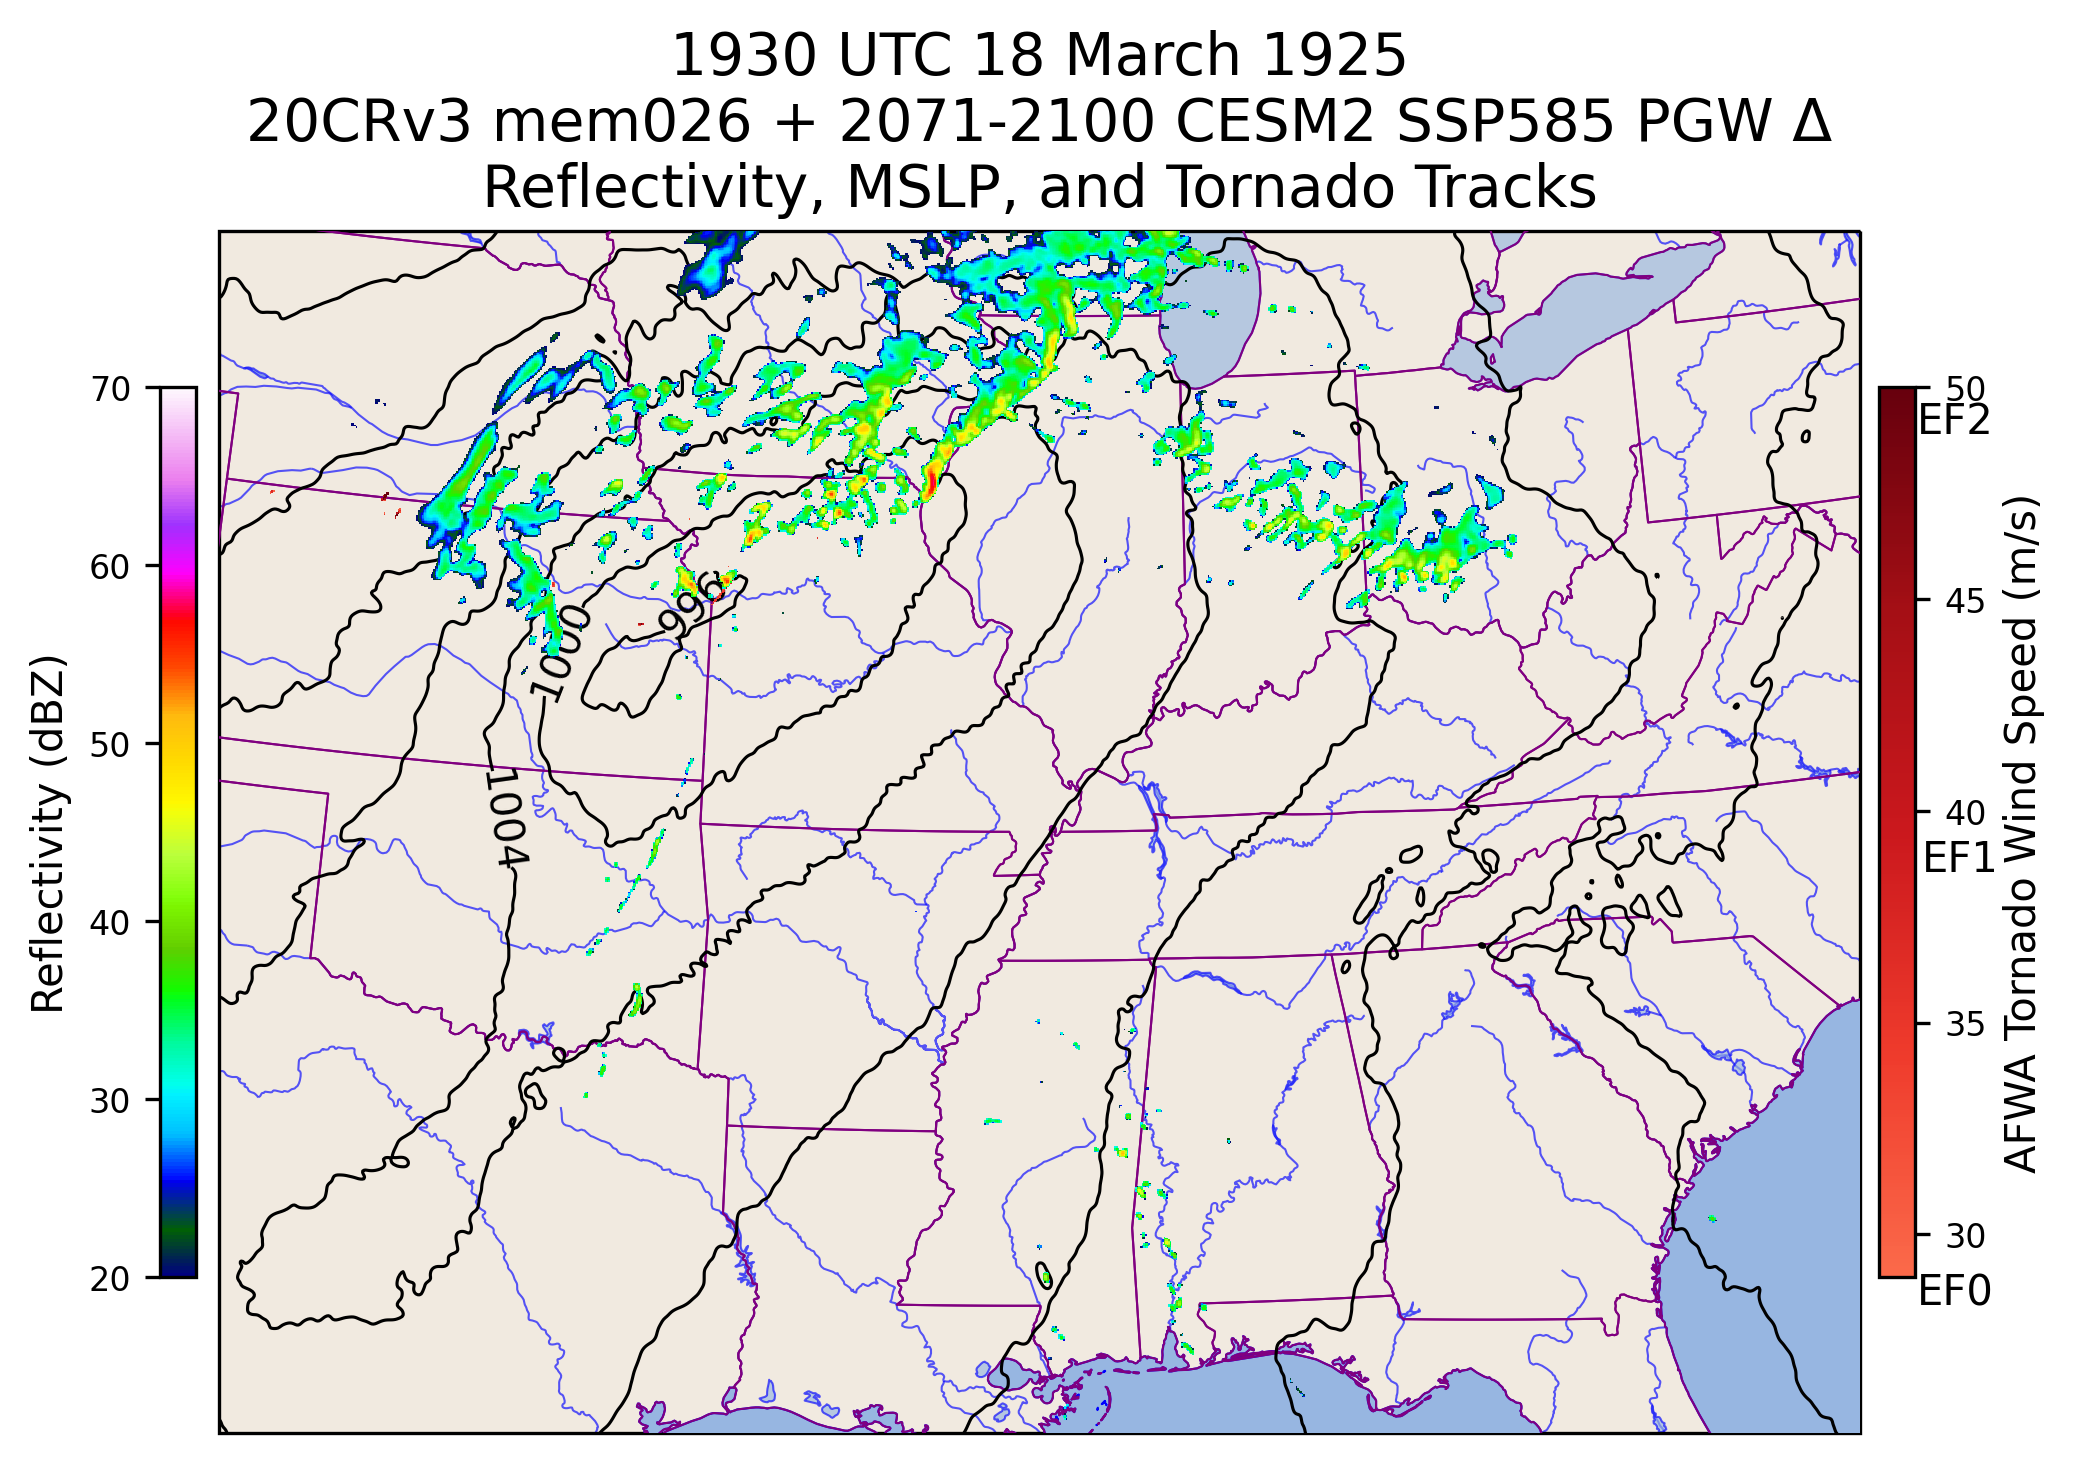 1930 UTC 18 March 1925
20CRv3 mem026 + 2071-2100 CESM2 SSP585 PGW Δ
Reflectivity, MSLP, and Tornado Tracks
Reflectivity (dBZ)
70
60
50
40
30
20
996
1000
1004
50
EF2
45
40
EF1
35
30
EF0
AFWA Tornado Wind Speed (m/s)